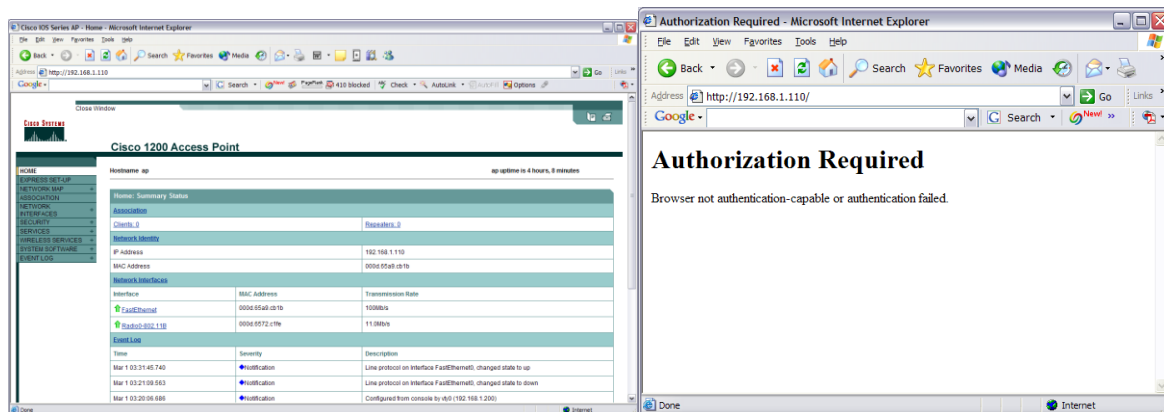 Cisco IOS Series AP - Home - Microsoft Internet Explorer
File Edit View Favorites Tools Help
Back Search Favorites Media
Address http://192.168.1.110 Go Links »
Google Search New! PageRank 410 blocked Check AutoLink AutoFill Options
Close Window
CISCO SYSTEMS
Cisco 1200 Access Point
HOME
EXPRESS SET-UP
NETWORK MAP +
ASSOCIATION
NETWORK INTERFACES +
SECURITY +
SERVICES +
WIRELESS SERVICES +
SYSTEM SOFTWARE +
EVENT LOG +
Hostname ap ap uptime is 4 hours, 8 minutes
Home: Summary Status
Association
Clients: 0 Repeaters: 0
Network Identity
IP Address 192.168.1.110
MAC Address 000d.65a9.cb1b
Network Interfaces
Interface MAC Address Transmission Rate
FastEthernet 000d.65a9.cb1b 100Mb/s
Radio0-802.11B 000d.6572.c1fe 11.0Mb/s
Event Log
Time Severity Description
Mar 1 03:31:45.740 Notification Line protocol on Interface FastEthernet0, changed state to up
Mar 1 03:21:09.563 Notification Line protocol on Interface FastEthernet0, changed state to down
Mar 1 03:20:06.686 Notification Configured from console by vty0 (192.168.1.200)
Done Internet
Authorization Required - Microsoft Internet Explorer
File Edit View Favorites Tools Help
Back Search Favorites Media »
Address http://192.168.1.110/ Go Links »
Google Search New! »
Authorization Required
Browser not authentication-capable or authentication failed.
Done Internet